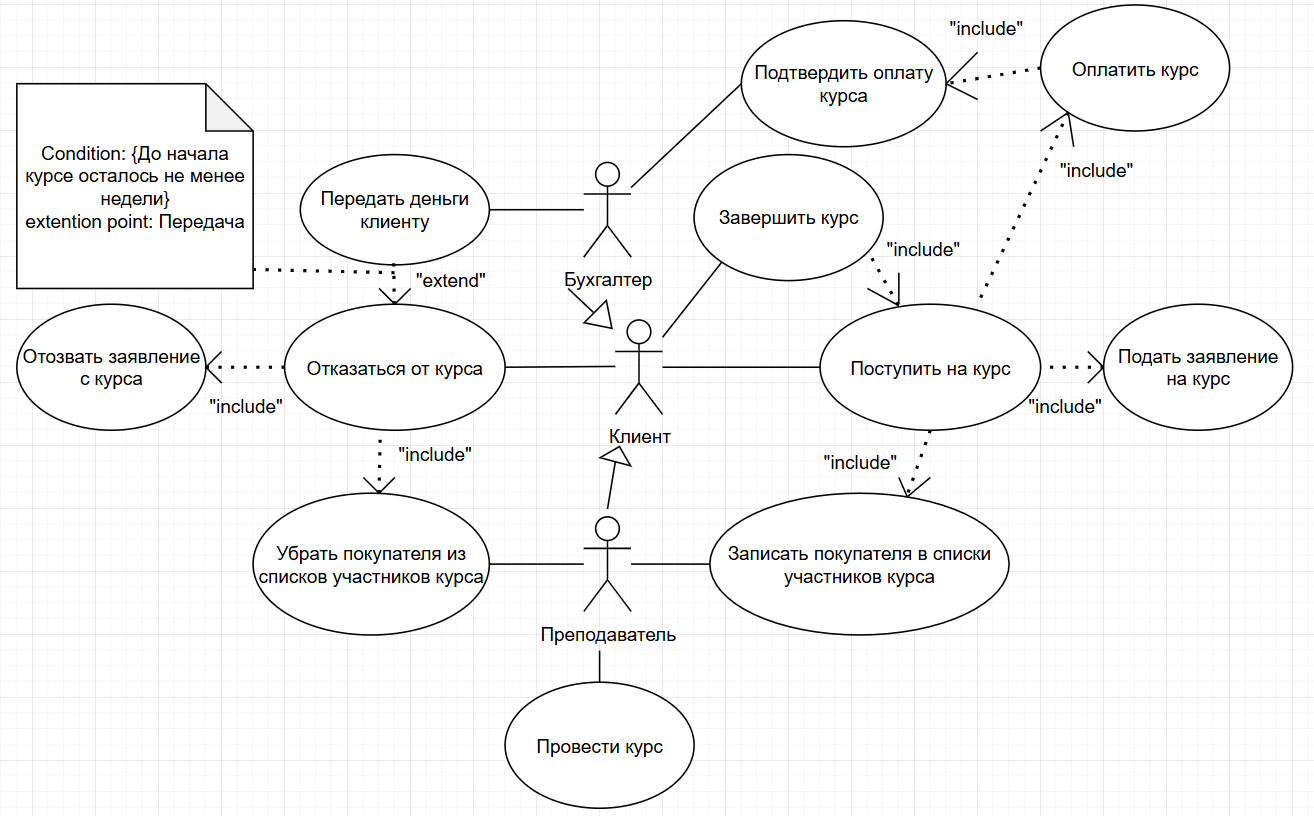 "include"
Подтвердить оплату
курса
Оплатить курс
Condition: {До начала
курсе осталось не менее
недели}
extention point: Передача
"include"
Передать деньги
клиенту
Завершить курс
"include"
Бухгалтер
"extend"
Отозвать заявление
с курса
Отказаться от курса
Поступить на курс
Подать заявление
на курс
"include"
"include"
Клиент
"include"
"include"
Убрать покупателя из
списков участников курса
Записать покупателя в списки
участников курса
Преподаватель
Провести курс